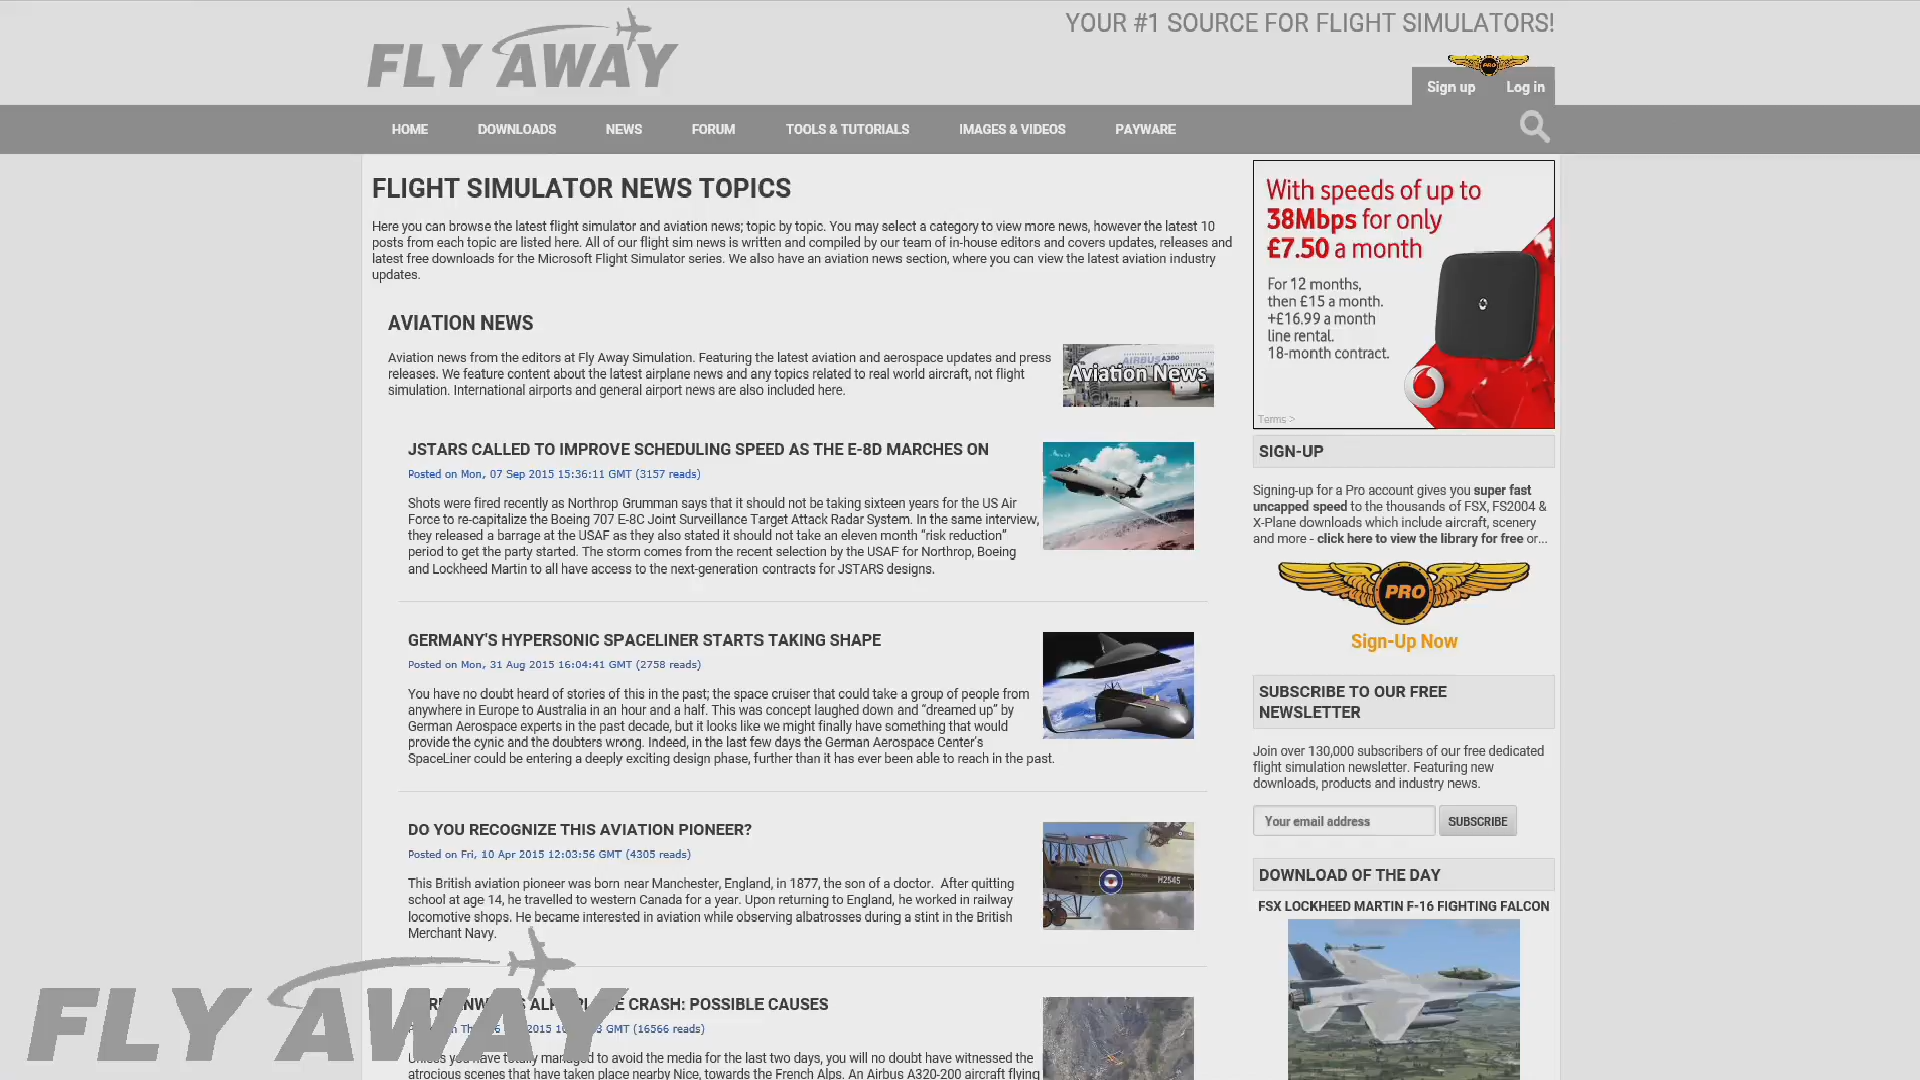 FLY AWAY
YOUR #1 SOURCE FOR FLIGHT SIMULATORS!
PRO
Sign up Log in
HOME DOWNLOADS NEWS FORUM TOOLS & TUTORIALS IMAGES & VIDEOS PAYWARE
FLIGHT SIMULATOR NEWS TOPICS
Here you can browse the latest flight simulator and aviation news; topic by topic. You may select a category to view more news, however the latest 10
posts from each topic are listed here. All of our flight sim news is written and compiled by our team of in-house editors and covers updates, releases and
latest free downloads for the Microsoft Flight Simulator series. We also have an aviation news section, where you can view the latest aviation industry
updates.
AVIATION NEWS
Aviation news from the editors at Fly Away Simulation. Featuring the latest aviation and aerospace updates and press
releases. We feature content about the latest airplane news and any topics related to real world aircraft, not flight
simulation. International airports and general airport news are also included here.
AIRBUS A380
Aviation News
JSTARS CALLED TO IMPROVE SCHEDULING SPEED AS THE E-8D MARCHES ON
Posted on Mon, 07 Sep 2015 15:36:11 GMT (3157 reads)
Shots were fired recently as Northrop Grumman says that it should not be taking sixteen years for the US Air
Force to re-capitalize the Boeing 707 E-8C Joint Surveillance Target Attack Radar System. In the same interview,
they released a barrage at the USAF as they also stated it should not take an eleven month “risk reduction”
period to get the party started. The storm comes from the recent selection by the USAF for Northrop, Boeing
and Lockheed Martin to all have access to the next-generation contracts for JSTARS designs.
GERMANY'S HYPERSONIC SPACELINER STARTS TAKING SHAPE
Posted on Mon, 31 Aug 2015 16:04:41 GMT (2758 reads)
You have no doubt heard of stories of this in the past; the space cruiser that could take a group of people from
anywhere in Europe to Australia in an hour and a half. This was concept laughed down and “dreamed up” by
German Aerospace experts in the past decade, but it looks like we might finally have something that would
provide the cynic and the doubters wrong. Indeed, in the last few days the German Aerospace Center's
SpaceLiner could be entering a deeply exciting design phase, further than it has ever been able to reach in the past.
DO YOU RECOGNIZE THIS AVIATION PIONEER?
Posted on Fri, 10 Apr 2015 12:03:56 GMT (4305 reads)
This British aviation pioneer was born near Manchester, England, in 1877, the son of a doctor. After quitting
school at age 14, he travelled to western Canada for a year. Upon returning to England, he worked in railway
locomotive shops. He became interested in aviation while observing albatrosses during a stint in the British
Merchant Navy.
H2545
CRASH: POSSIBLE CAUSES
2015 GMT (16566 reads)
Unless you have totally managed to avoid the media for the last two days, you will no doubt have witnessed the
atrocious scenes that have taken place nearby Nice, towards the French Alps. An Airbus A320-200 aircraft flying
FLY AWAY
With speeds of up to
38Mbps for only
£7.50 a month
For 12 months,
then £15 a month.
+£16.99 a month
line rental.
18-month contract.
Terms >
SIGN-UP
Signing-up for a Pro account gives you super fast
uncapped speed to the thousands of FSX, FS2004 &
X-Plane downloads which include aircraft, scenery
and more - click here to view the library for free or...
PRO
Sign-Up Now
SUBSCRIBE TO OUR FREE
NEWSLETTER
Join over 130,000 subscribers of our free dedicated
flight simulation newsletter. Featuring new
downloads, products and industry news.
Your email address SUBSCRIBE
DOWNLOAD OF THE DAY
FSX LOCKHEED MARTIN F-16 FIGHTING FALCON